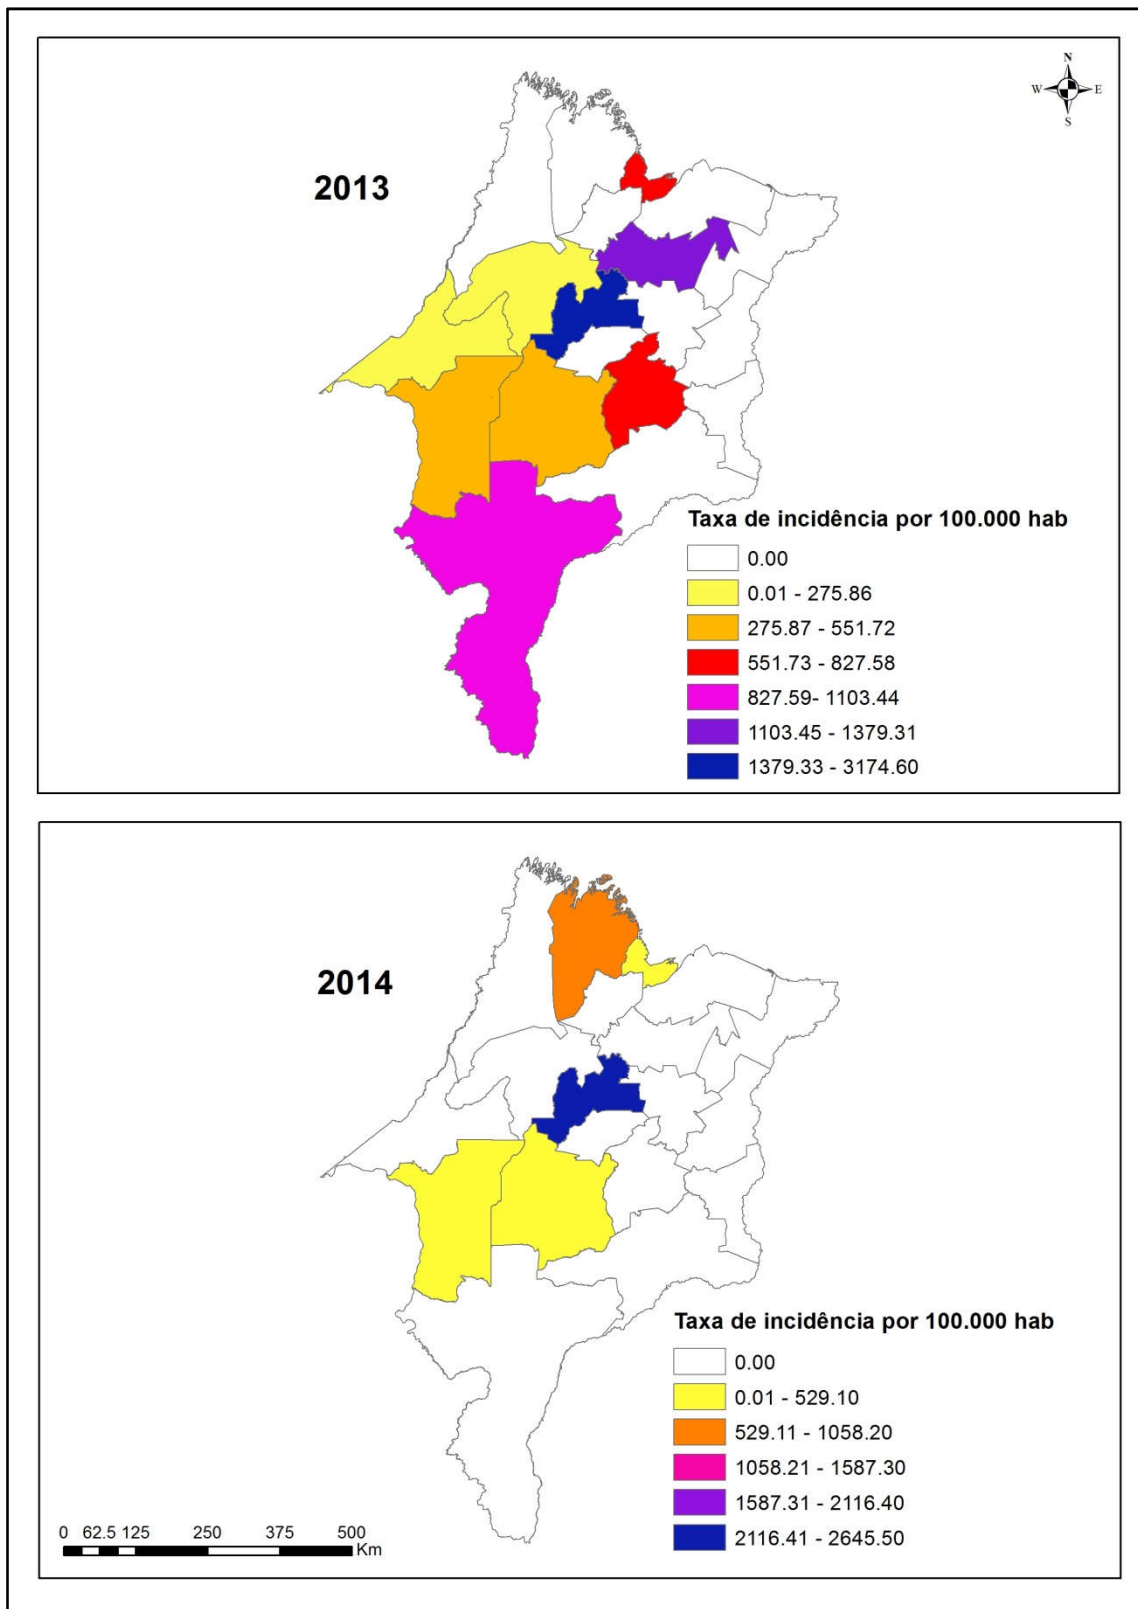 N
W E
S
2013
Taxa de incidência por 100.000 hab
0.00
0.01 - 275.86
275.87 - 551.72
551.73 - 827.58
827.59- 1103.44
1103.45 - 1379.31
1379.33 - 3174.60
2014
Taxa de incidência por 100.000 hab
0.00
0.01 - 529.10
529.11 - 1058.20
1058.21 - 1587.30
1587.31 - 2116.40
2116.41 - 2645.50
0 62.5 125 250 375 500
Km